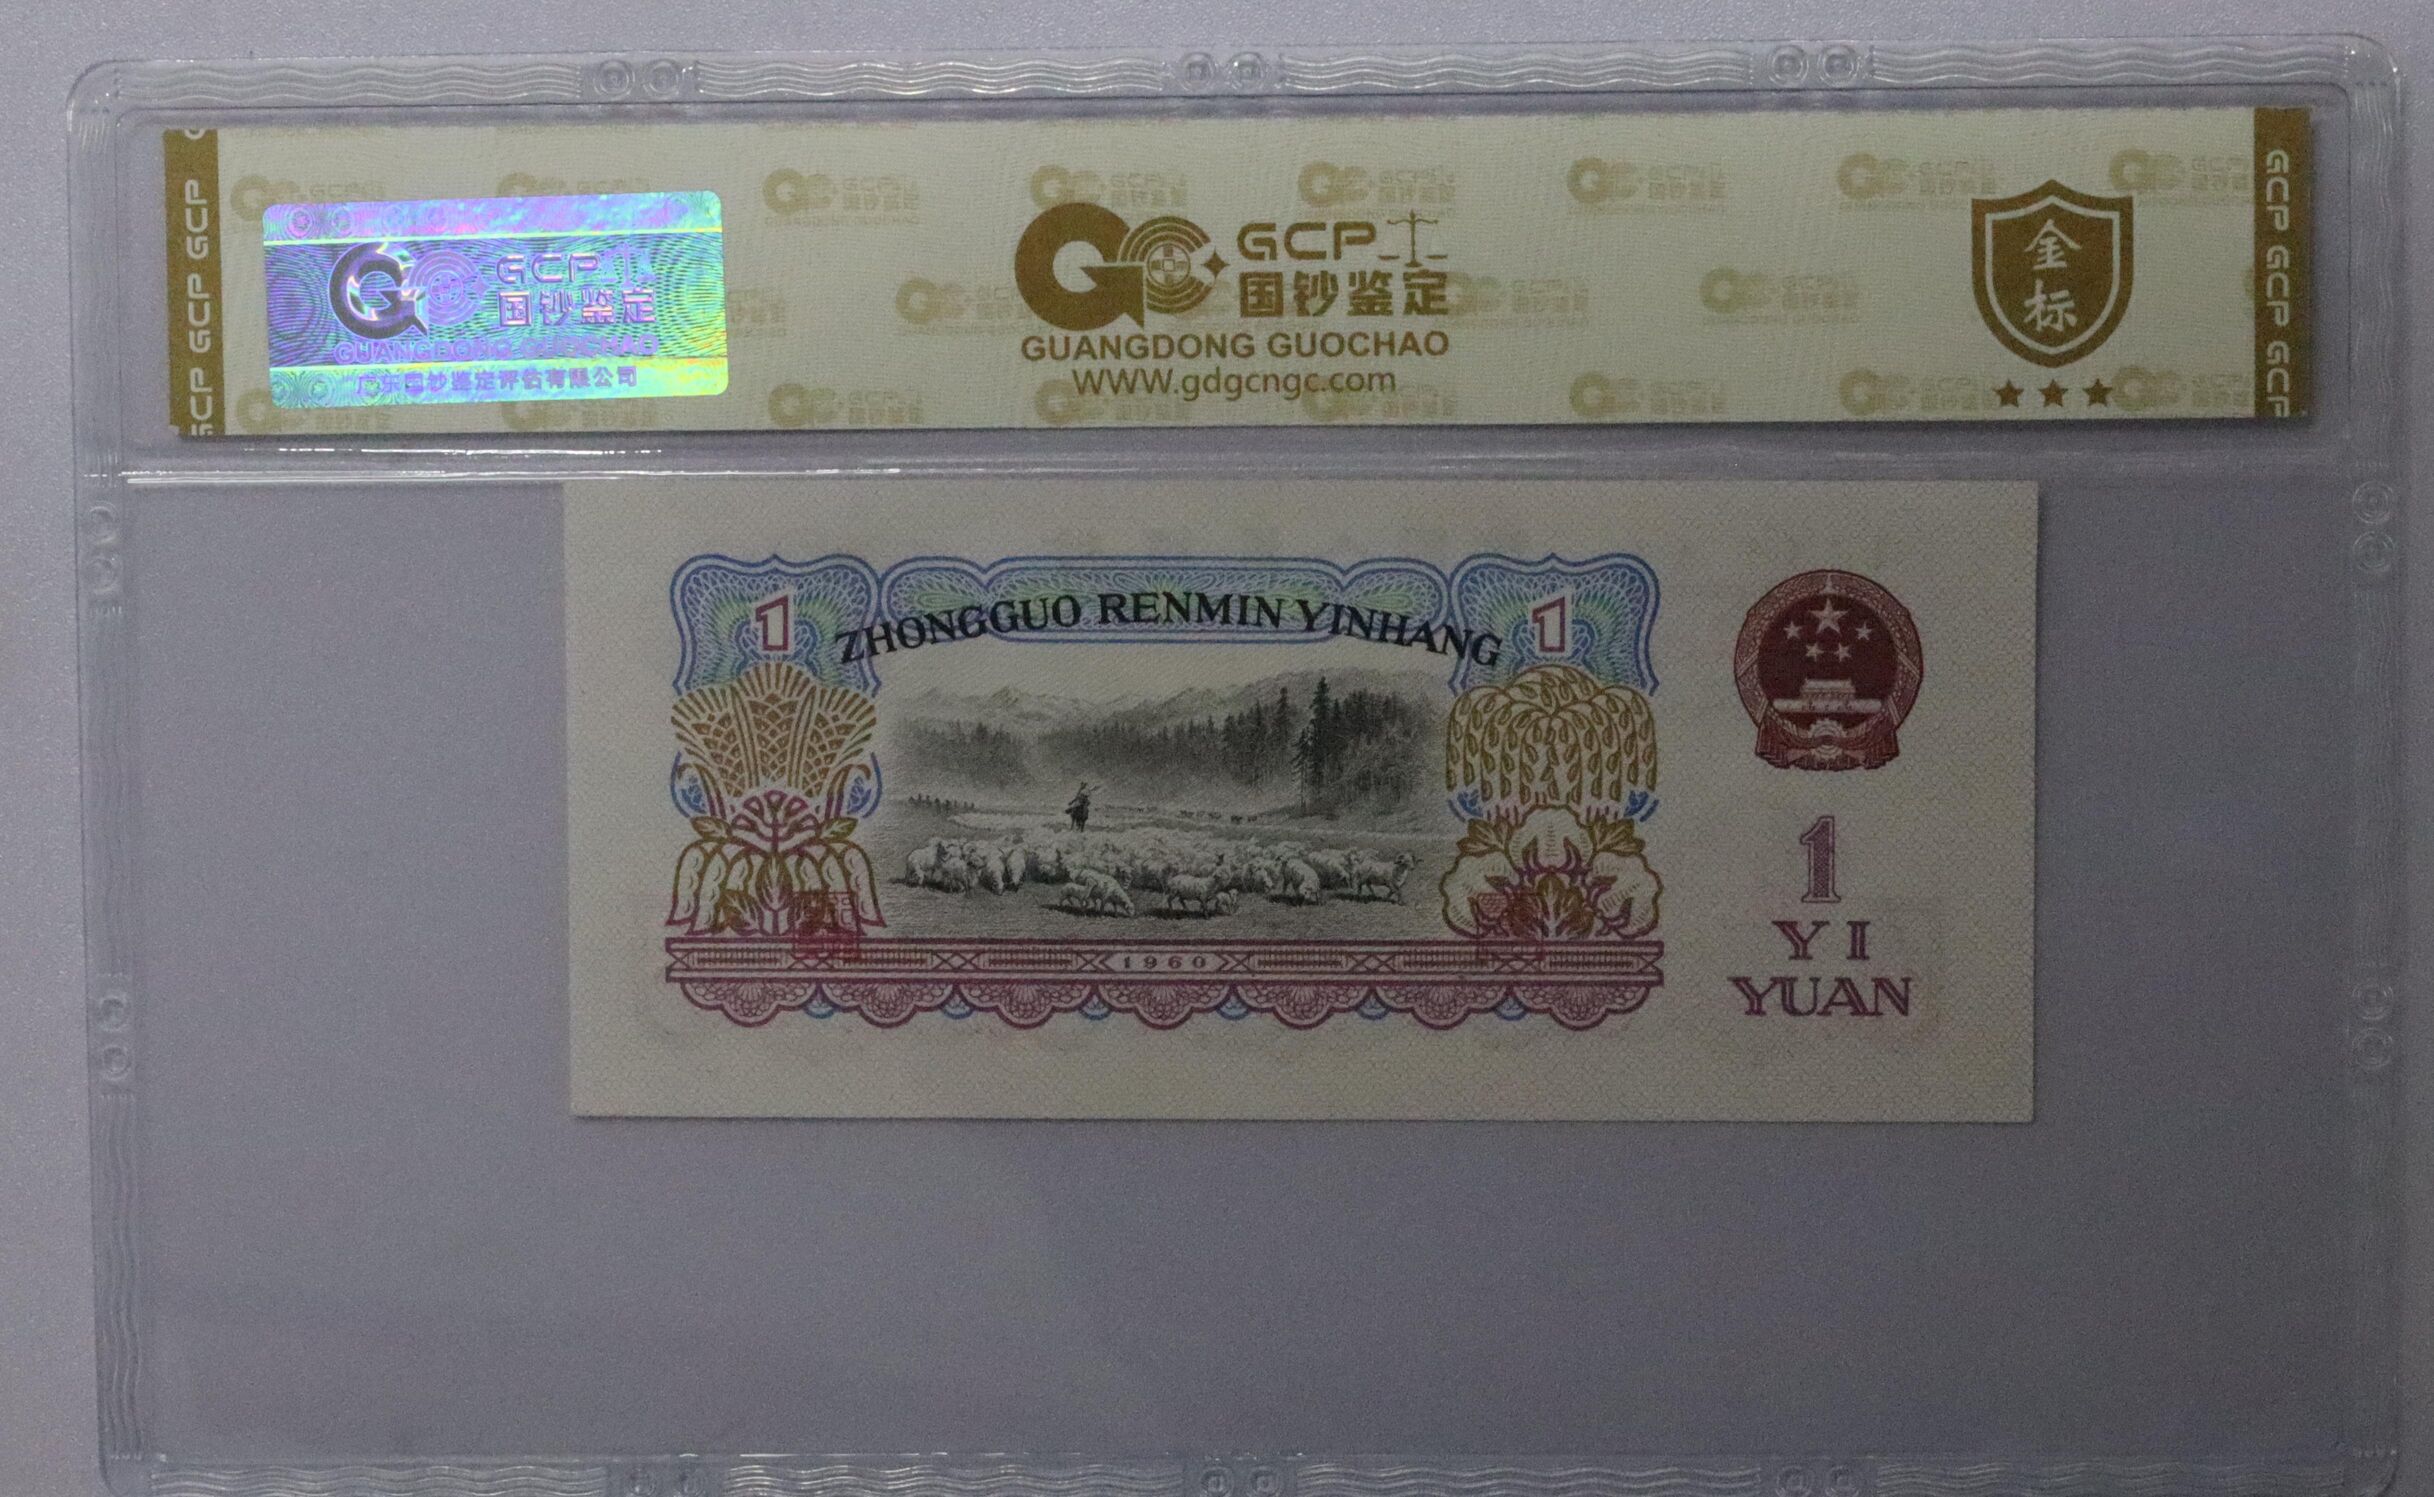 GCP GCP GCP
GCP
国钞鉴定
GUANGDONG GUOCHAO
广东国钞鉴定评估有限公司
GCP
国钞鉴定
GUANGDONG GUOCHAO
WWW.gdgcngc.com
金标
GCP GCP GCP
1
ZHONGGUO RENMIN YINHANG
1
1960
1
YI
YUAN